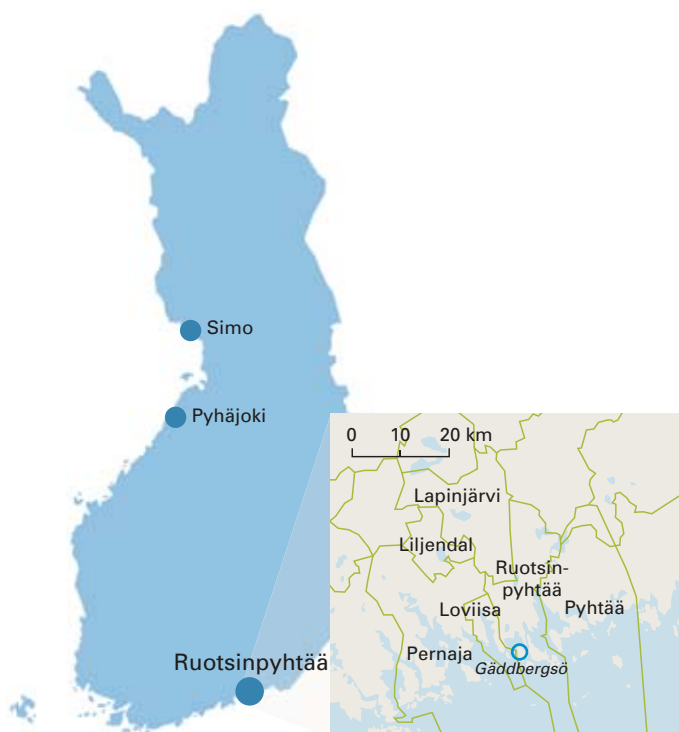 Simo
Pyhäjoki
Ruotsinpyhtää
0 10 20 km
Lapinjärvi
Liljendal
Ruotsin-
pyhtää
Loviisa
Pyhtää
Pernaja
Gäddbergsö